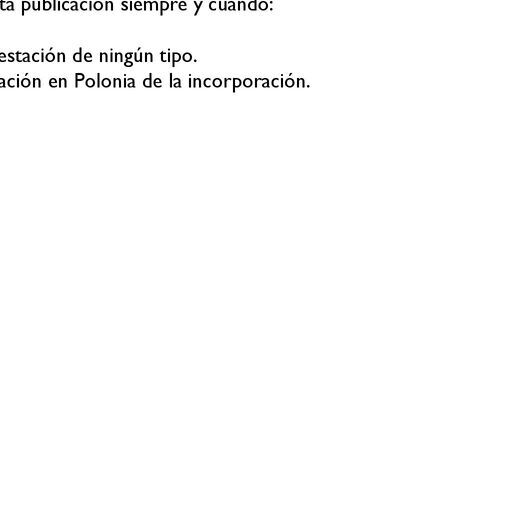 ta publicación siempre y cuando:
estación de ningún tipo.
ación en Polonia de la incorporación.